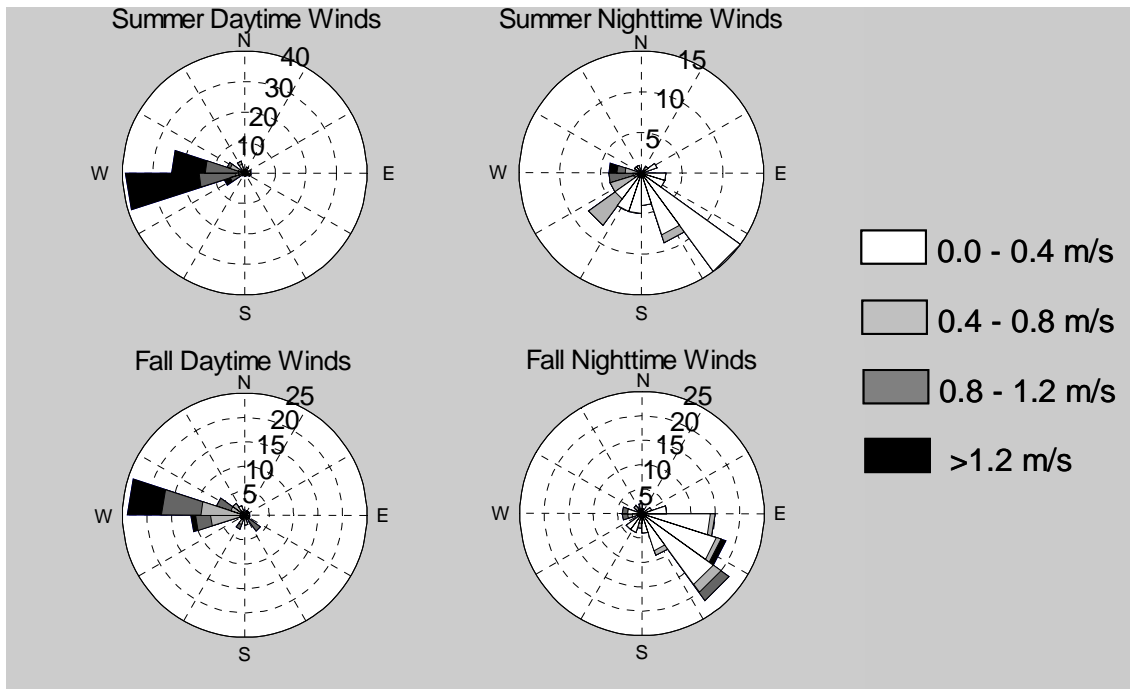 Summer Daytime Winds
N
40
30
20
10
W
E
S
Summer Nighttime Winds
N
15
10
5
W
E
S
Fall Daytime Winds
N
25
20
15
10
5
W
E
S
Fall Nighttime Winds
N
25
20
15
10
5
W
E
S
0.0 - 0.4 m/s
0.4 - 0.8 m/s
0.8 - 1.2 m/s
>1.2 m/s